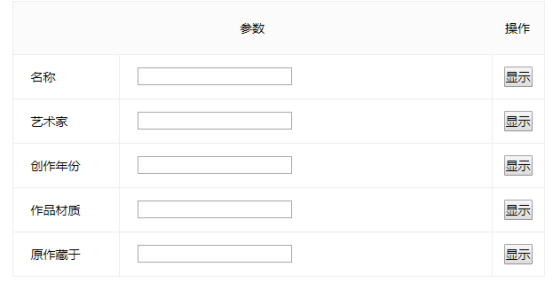 参数 操作
名称 显示
艺术家 显示
创作年份 显示
作品材质 显示
原作藏于 显示